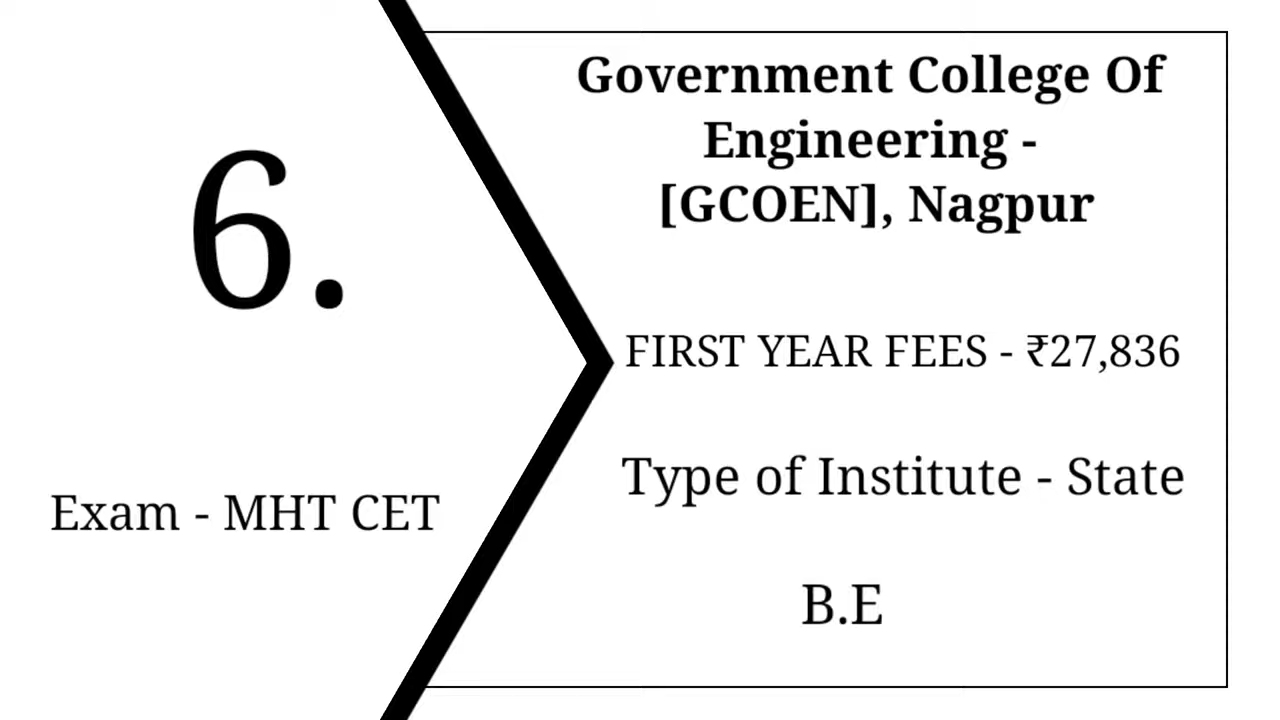 6.
Exam - MHT CET
Government College Of
Engineering -
[GCOEN], Nagpur
FIRST YEAR FEES - ₹27,836
Type of Institute - State
B.E